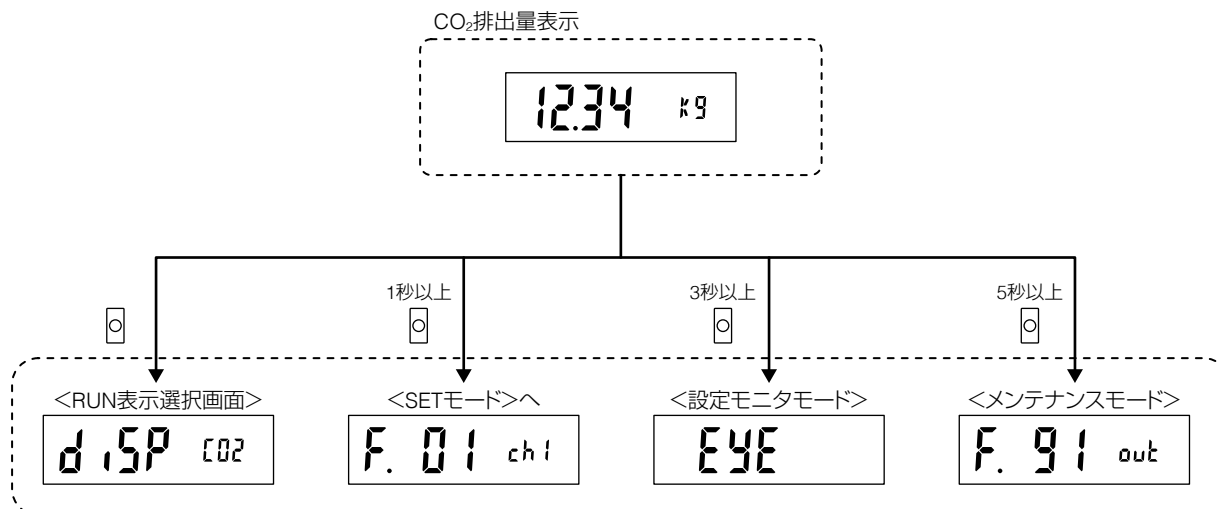 CO₂排出量表示
12.34 kg
1秒以上
3秒以上
5秒以上
<RUN表示選択画面>
<SETモード>へ
<設定モニタモード>
<メンテナンスモード>
diSP CO2
F. 01 ch1
EYE
F. 91 out